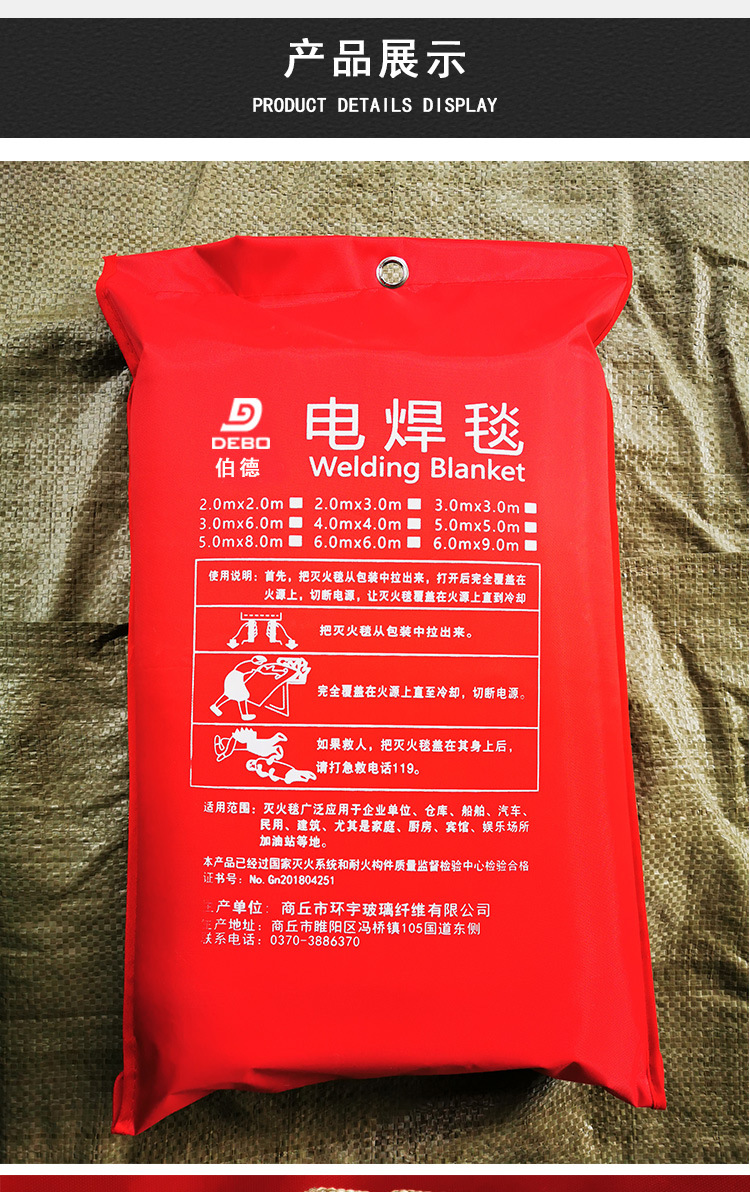 产品展示
PRODUCT DETAILS DISPLAY
DEBO
伯德
电焊毯
Welding Blanket
2.0mx2.0m 2.0mx3.0m 3.0mx3.0m
3.0mx6.0m 4.0mx4.0m 5.0mx5.0m
5.0mx8.0m 6.0mx6.0m 6.0mx9.0m
使用说明：首先，把灭火毯从包装中拉出来，打开后完全覆盖在
火源上，切断电源，让灭火毯覆盖在火源上直到冷却
把灭火毯从包装中拉出来。
完全覆盖在火源上直至冷却，切断电源。
如果救人，把灭火毯盖在其身上后，
请打急救电话119。
适用范围：灭火毯广泛应用于企业单位、仓库、船舶、汽车、
民用、建筑、尤其是家庭、厨房、宾馆、娱乐场所
加油站等地。
本产品已经过国家灭火系统和耐火构件质量监督检验中心检验合格
证书号：No.Gn201804251
生产单位：商丘市环宇玻璃纤维有限公司
生产地址：商丘市睢阳区冯桥镇105国道东侧
联系电话：0370-3886370